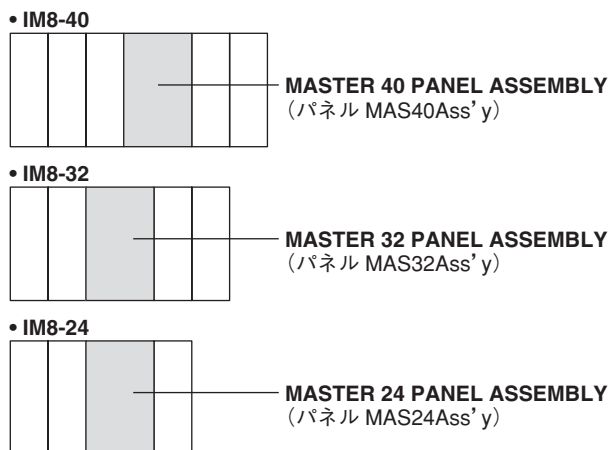 • IM8-40
MASTER 40 PANEL ASSEMBLY
（パネル MAS40Ass’y）
• IM8-32
MASTER 32 PANEL ASSEMBLY
（パネル MAS32Ass’y）
• IM8-24
MASTER 24 PANEL ASSEMBLY
（パネル MAS24Ass’y）